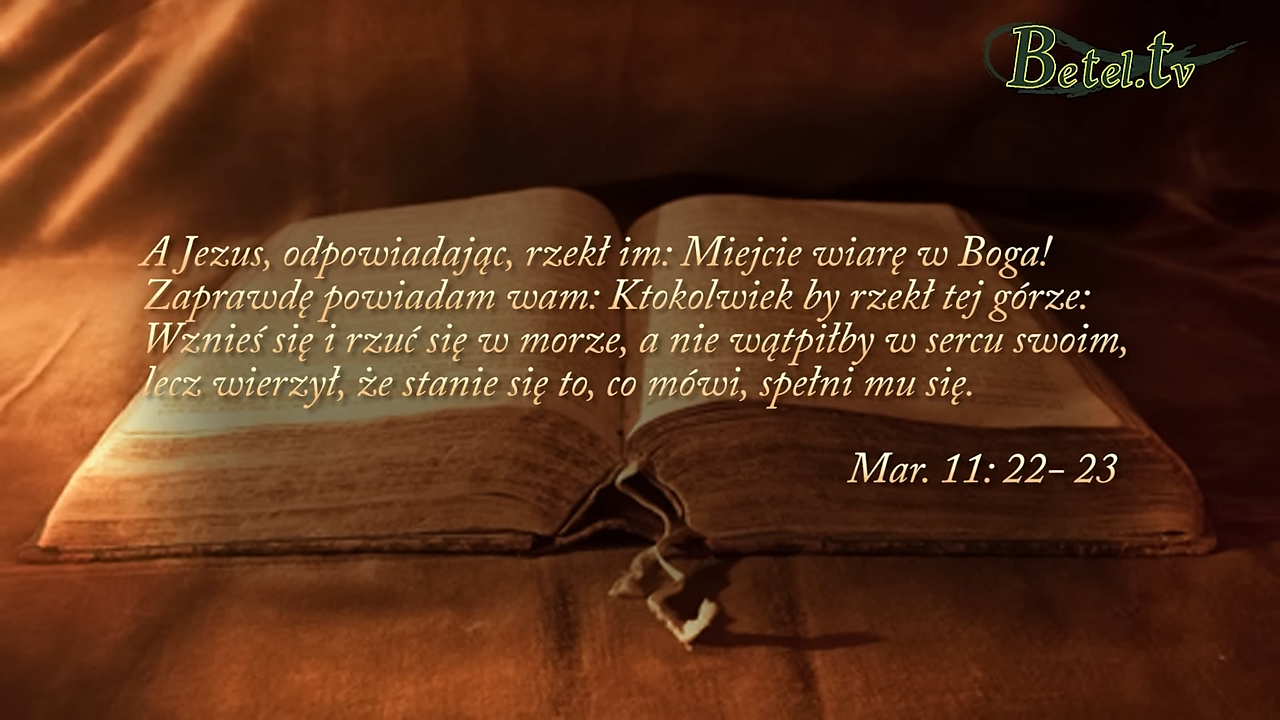 Betel.tv
A Jezus, odpowiadając, rzekł im: Miejcie wiarę w Boga!
Zaprawdę powiadam wam: Ktokolwiek by rzekł tej górze:
Wznieś się i rzuć się w morze, a nie wątpiłby w sercu swoim,
lecz wierzył, że stanie się to, co mówi, spełni mu się.
Mar. 11: 22– 23